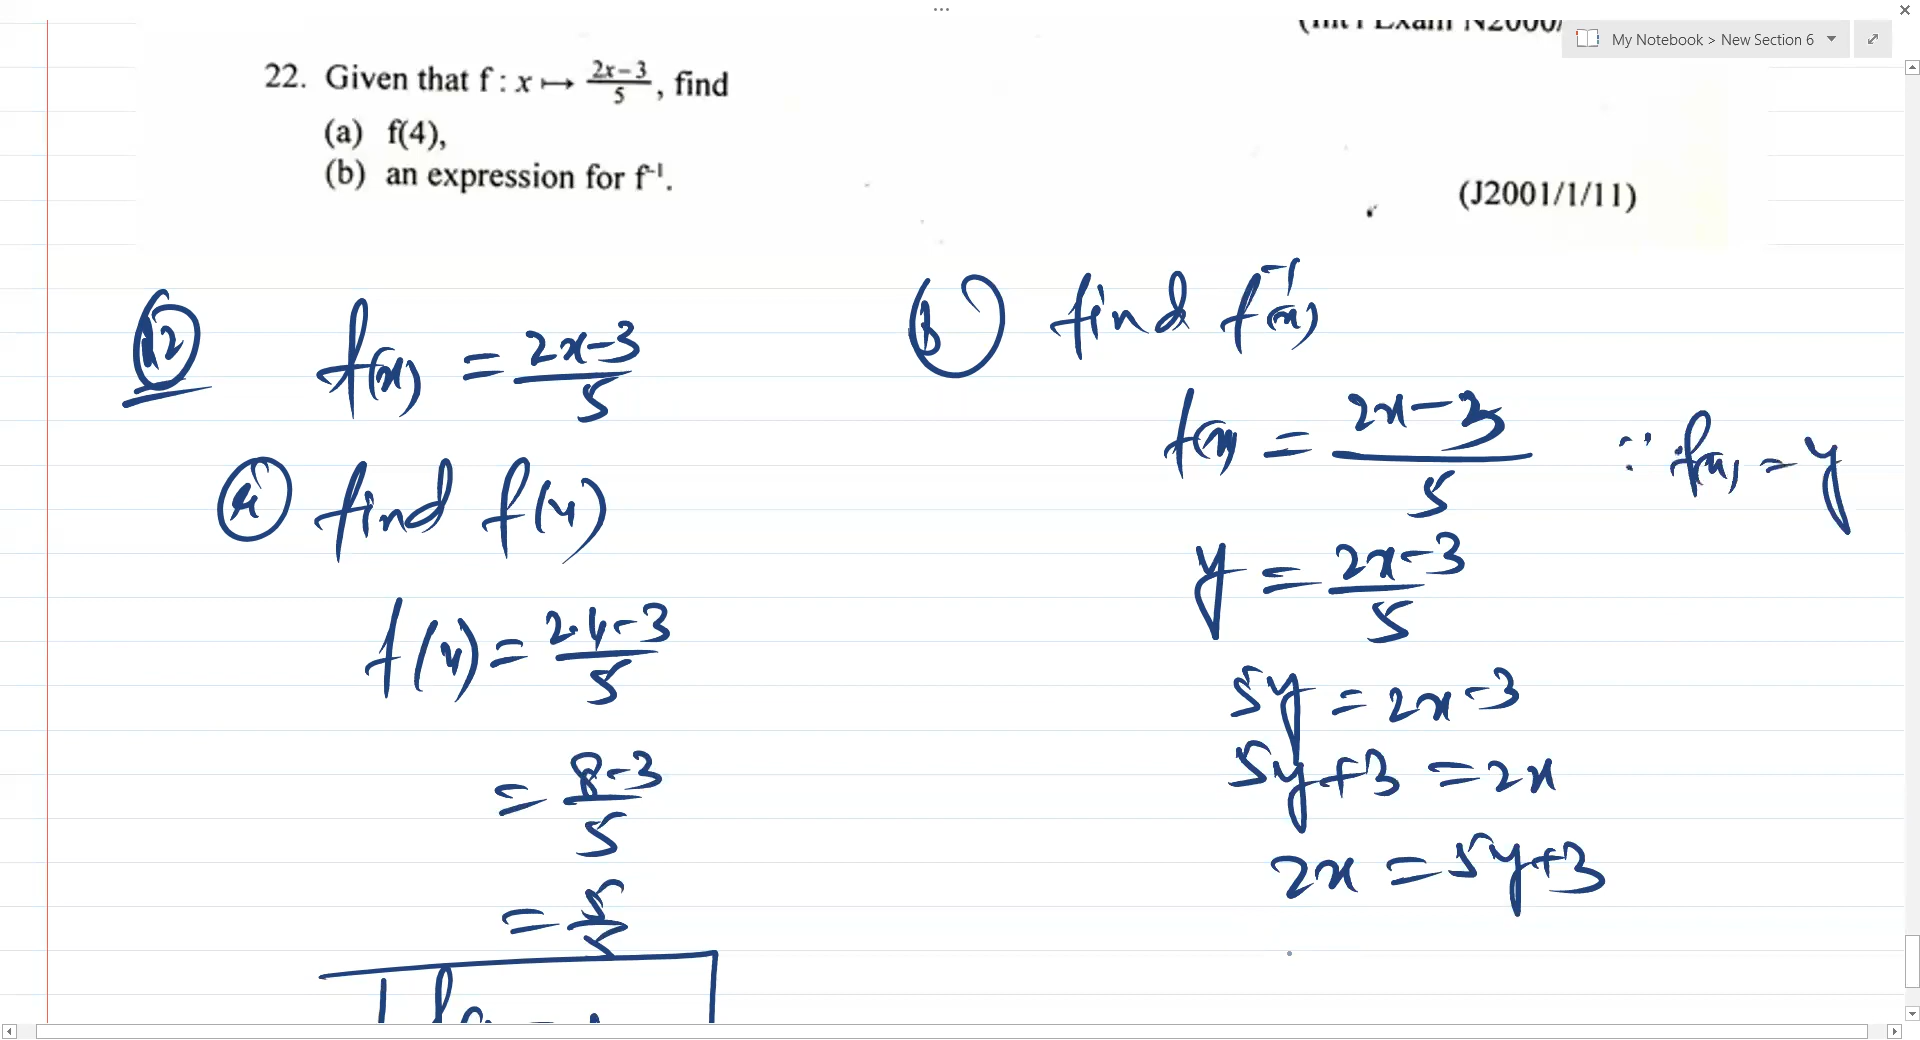 My Notebook > New Section 6
22. Given that f : x ↦ (2x-3)/5, find
(a) f(4),
(b) an expression for f⁻¹.
(J2001/1/11)
f(x) = (2x-3)/5
find f(4)
f(4) = (2·4-3)/5
= (8-3)/5
= 5/5
(b) find f⁻¹(x)
f(x) = (2x-3)/5 ∵ f(x) = y
y = (2x-3)/5
5y = 2x-3
5y+3 = 2x
2x = 5y+3